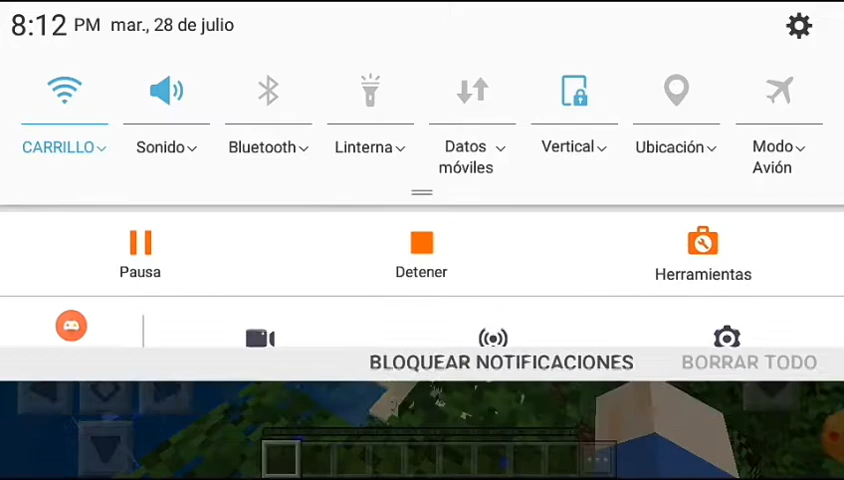 8:12 PM mar., 28 de julio
CARRILLO
Sonido
Bluetooth
Linterna
Datos móviles
Vertical
Ubicación
Modo Avión
Pausa
Detener
Herramientas
BLOQUEAR NOTIFICACIONES
BORRAR TODO